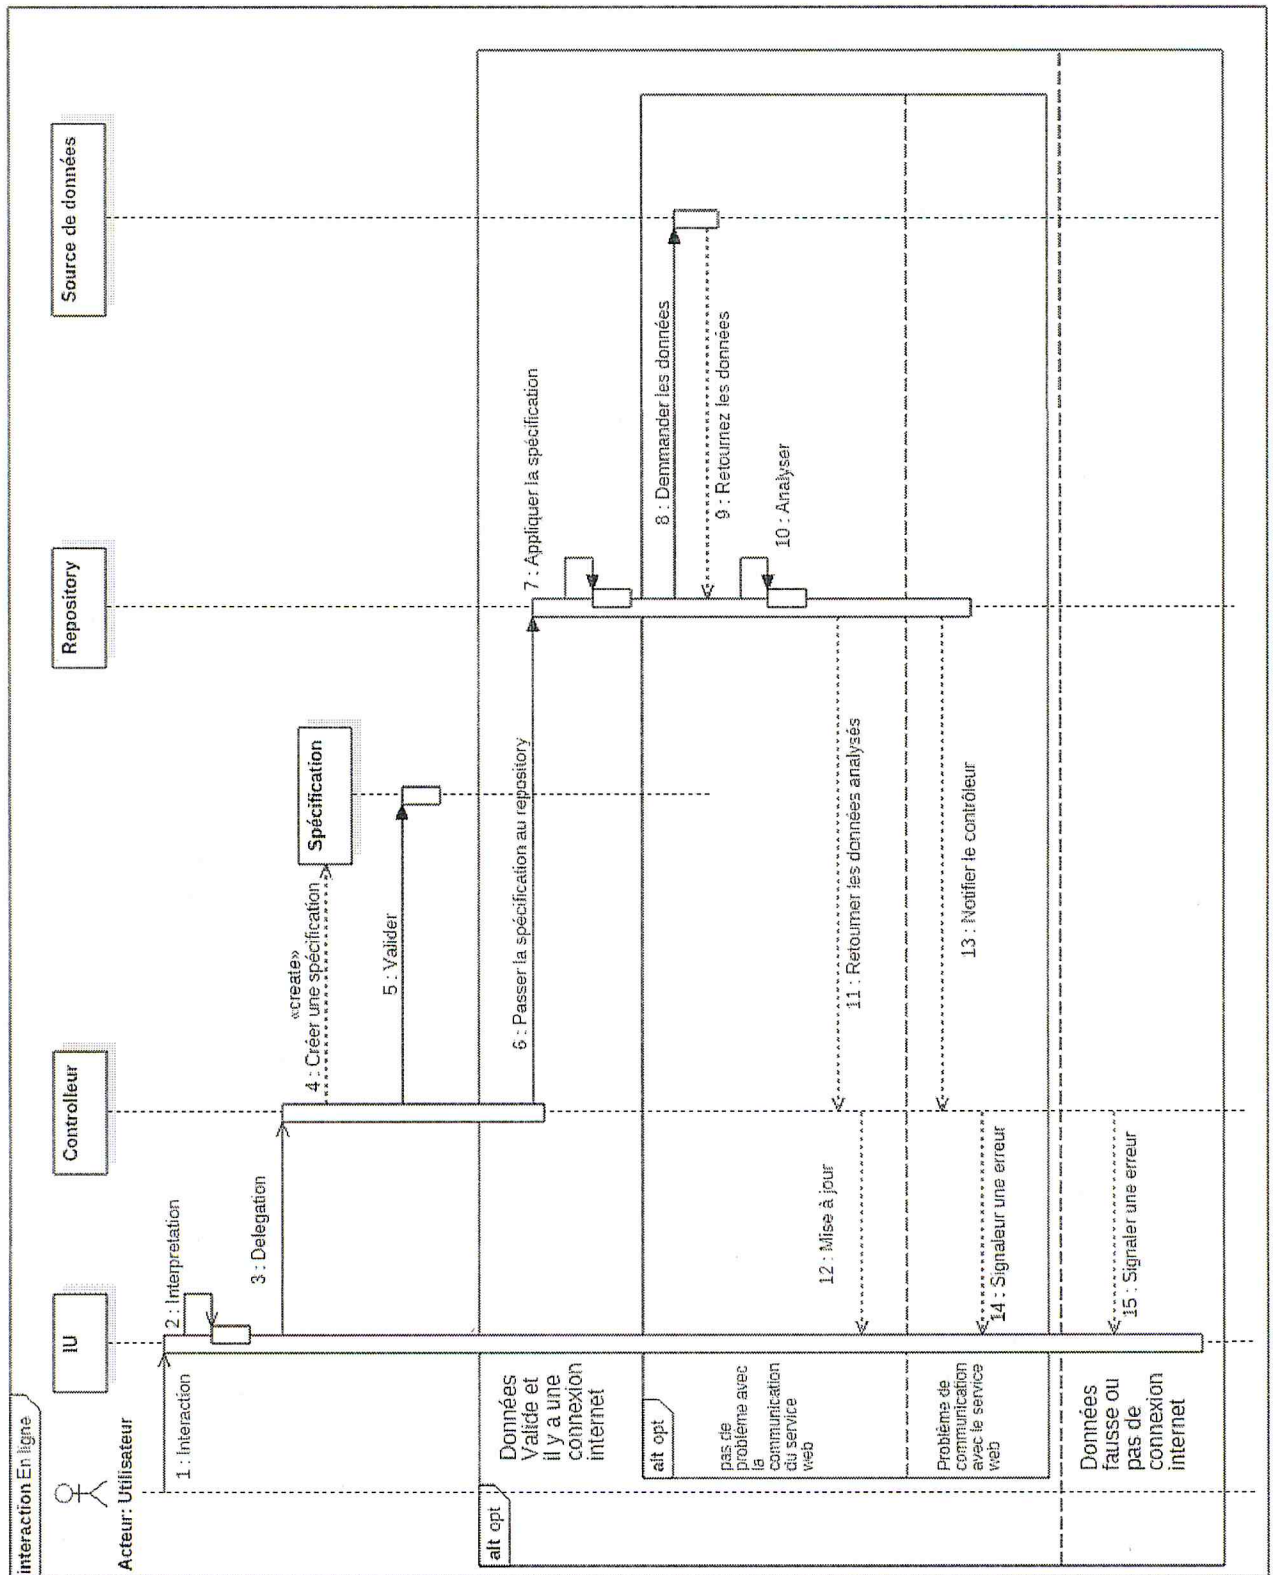 interaction En ligne
Acteur: Utilisateur
IU
Controlleur
Repository
Source de données
1 : Interaction
2 : Interpretation
3 : Delegation
«create»
4 : Créer une spécification
Spécification
5 : Valider
alt opt
Données
Valide et
il y a une
connexion
internet
6 : Passer la spécification au repository
7 : Appliquer la spécification
alt opt
pas de
problème avec
la
communication
du service
web
8 : Demmander les données
9 : Retournez les données
10 : Analyser
11 : Retourner les données analysés
12 : Mise à jour
Problème de
communication
avec le service
web
13 : Notifier le contrôleur
14 : Signaleur une erreur
Données
fausse ou
pas de
connexion
internet
15 : Signaler une erreur